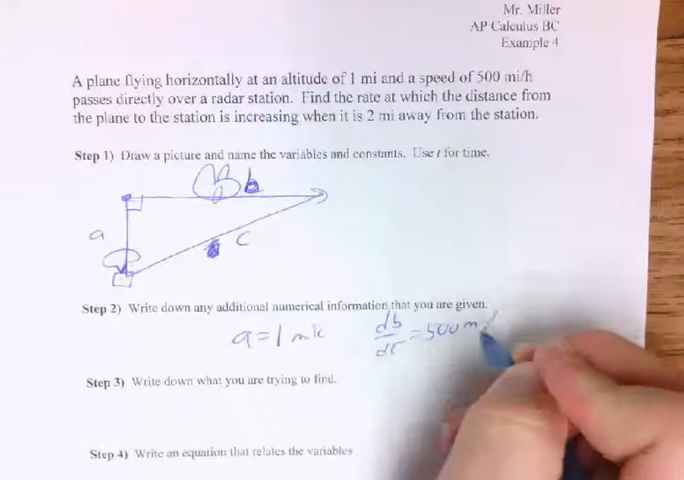 Mr. Miller
AP Calculus BC
Example 4
A plane flying horizontally at an altitude of 1 mi and a speed of 500 mi/h
passes directly over a radar station. Find the rate at which the distance from
the plane to the station is increasing when it is 2 mi away from the station.
Step 1) Draw a picture and name the variables and constants. Use t for time.
b
a
c
Step 2) Write down any additional numerical information that you are given.
a=1 mile db/dt = 500 m
Step 3) Write down what you are trying to find.
Step 4) Write an equation that relates the variables